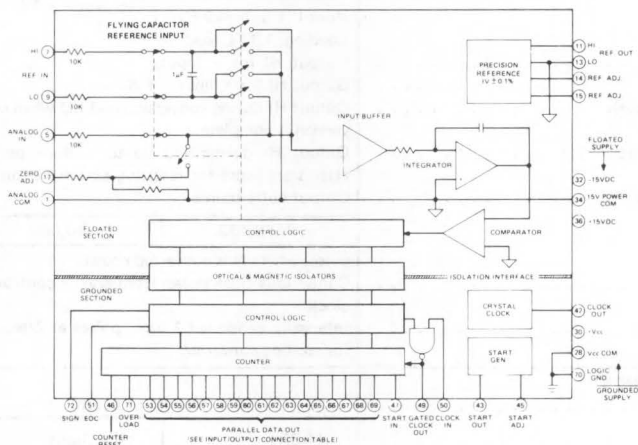 FLYING CAPACITOR
REFERENCE INPUT
HI 7
10K
1µF
REF IN
LO 9
10K
ANALOG IN 5
10K
ZERO ADJ
ANALOG COM 1
PRECISION
REFERENCE
1V ± 0.1%
11 HI
REF OUT
13 LO
14 REF ADJ.
15 REF ADJ.
INPUT BUFFER
INTEGRATOR
FLOATED
SUPPLY
32 -15VDC
34 15V POWER
COM
36 +15VDC
COMPARATOR
FLOATED
SECTION
CONTROL LOGIC
OPTICAL & MAGNETIC ISOLATORS
ISOLATION INTERFACE
GROUNDED
SECTION
CONTROL LOGIC
COUNTER
CRYSTAL
CLOCK
START
GEN
CLOCK
OUT
30 +Vcc
28 Vcc COM
70 LOGIC
GND
GROUNDED
SUPPLY
72 51 46 71 53 54 55 56 57 58 59 60 61 62 63 64 65 66 67 68 69 47 49 50 43 45
SIGN EOC OVER
LOAD
COUNTER
RESET
PARALLEL DATA OUT
(SEE INPUT/OUTPUT CONNECTION TABLE)
START
IN
GATED
CLOCK
OUT
CLOCK
IN
START
OUT
START
ADJ